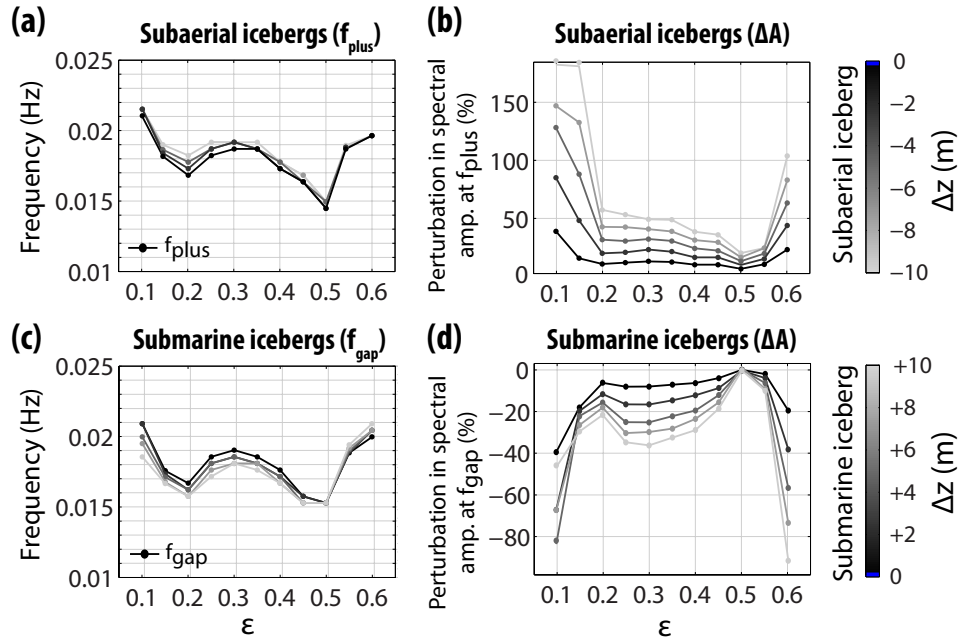 (a)
Subaerial icebergs (f_plus)
Frequency (Hz)
0.025
0.02
0.015
0.01
f_plus
0.1 0.2 0.3 0.4 0.5 0.6
(b)
Subaerial icebergs (ΔA)
Perturbation in spectral
amp. at f_plus (%)
150
100
50
0
0.1 0.2 0.3 0.4 0.5 0.6
Subaerial iceberg
Δz (m)
0
−2
−4
−6
−8
−10
(c)
Submarine icebergs (f_gap)
Frequency (Hz)
0.025
0.02
0.015
0.01
f_gap
0.1 0.2 0.3 0.4 0.5 0.6
ε
(d)
Submarine icebergs (ΔA)
Perturbation in spectral
amp. at f_gap (%)
0
−20
−40
−60
−80
0.1 0.2 0.3 0.4 0.5 0.6
ε
Submarine iceberg
Δz (m)
+10
+8
+6
+4
+2
0